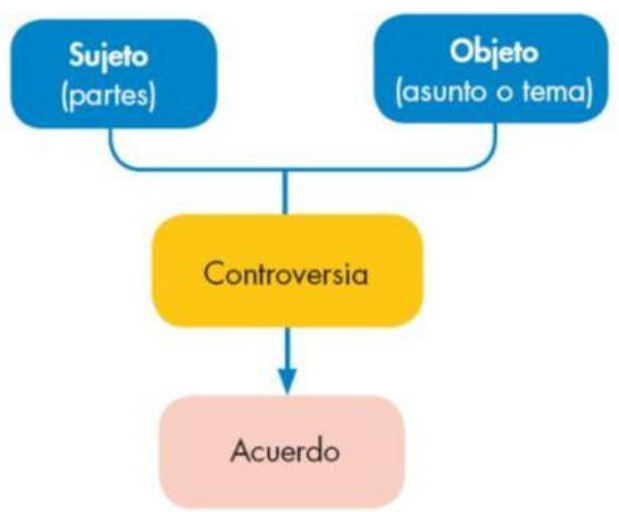 Sujeto
(partes)
Objeto
(asunto o tema)
Controversia
Acuerdo